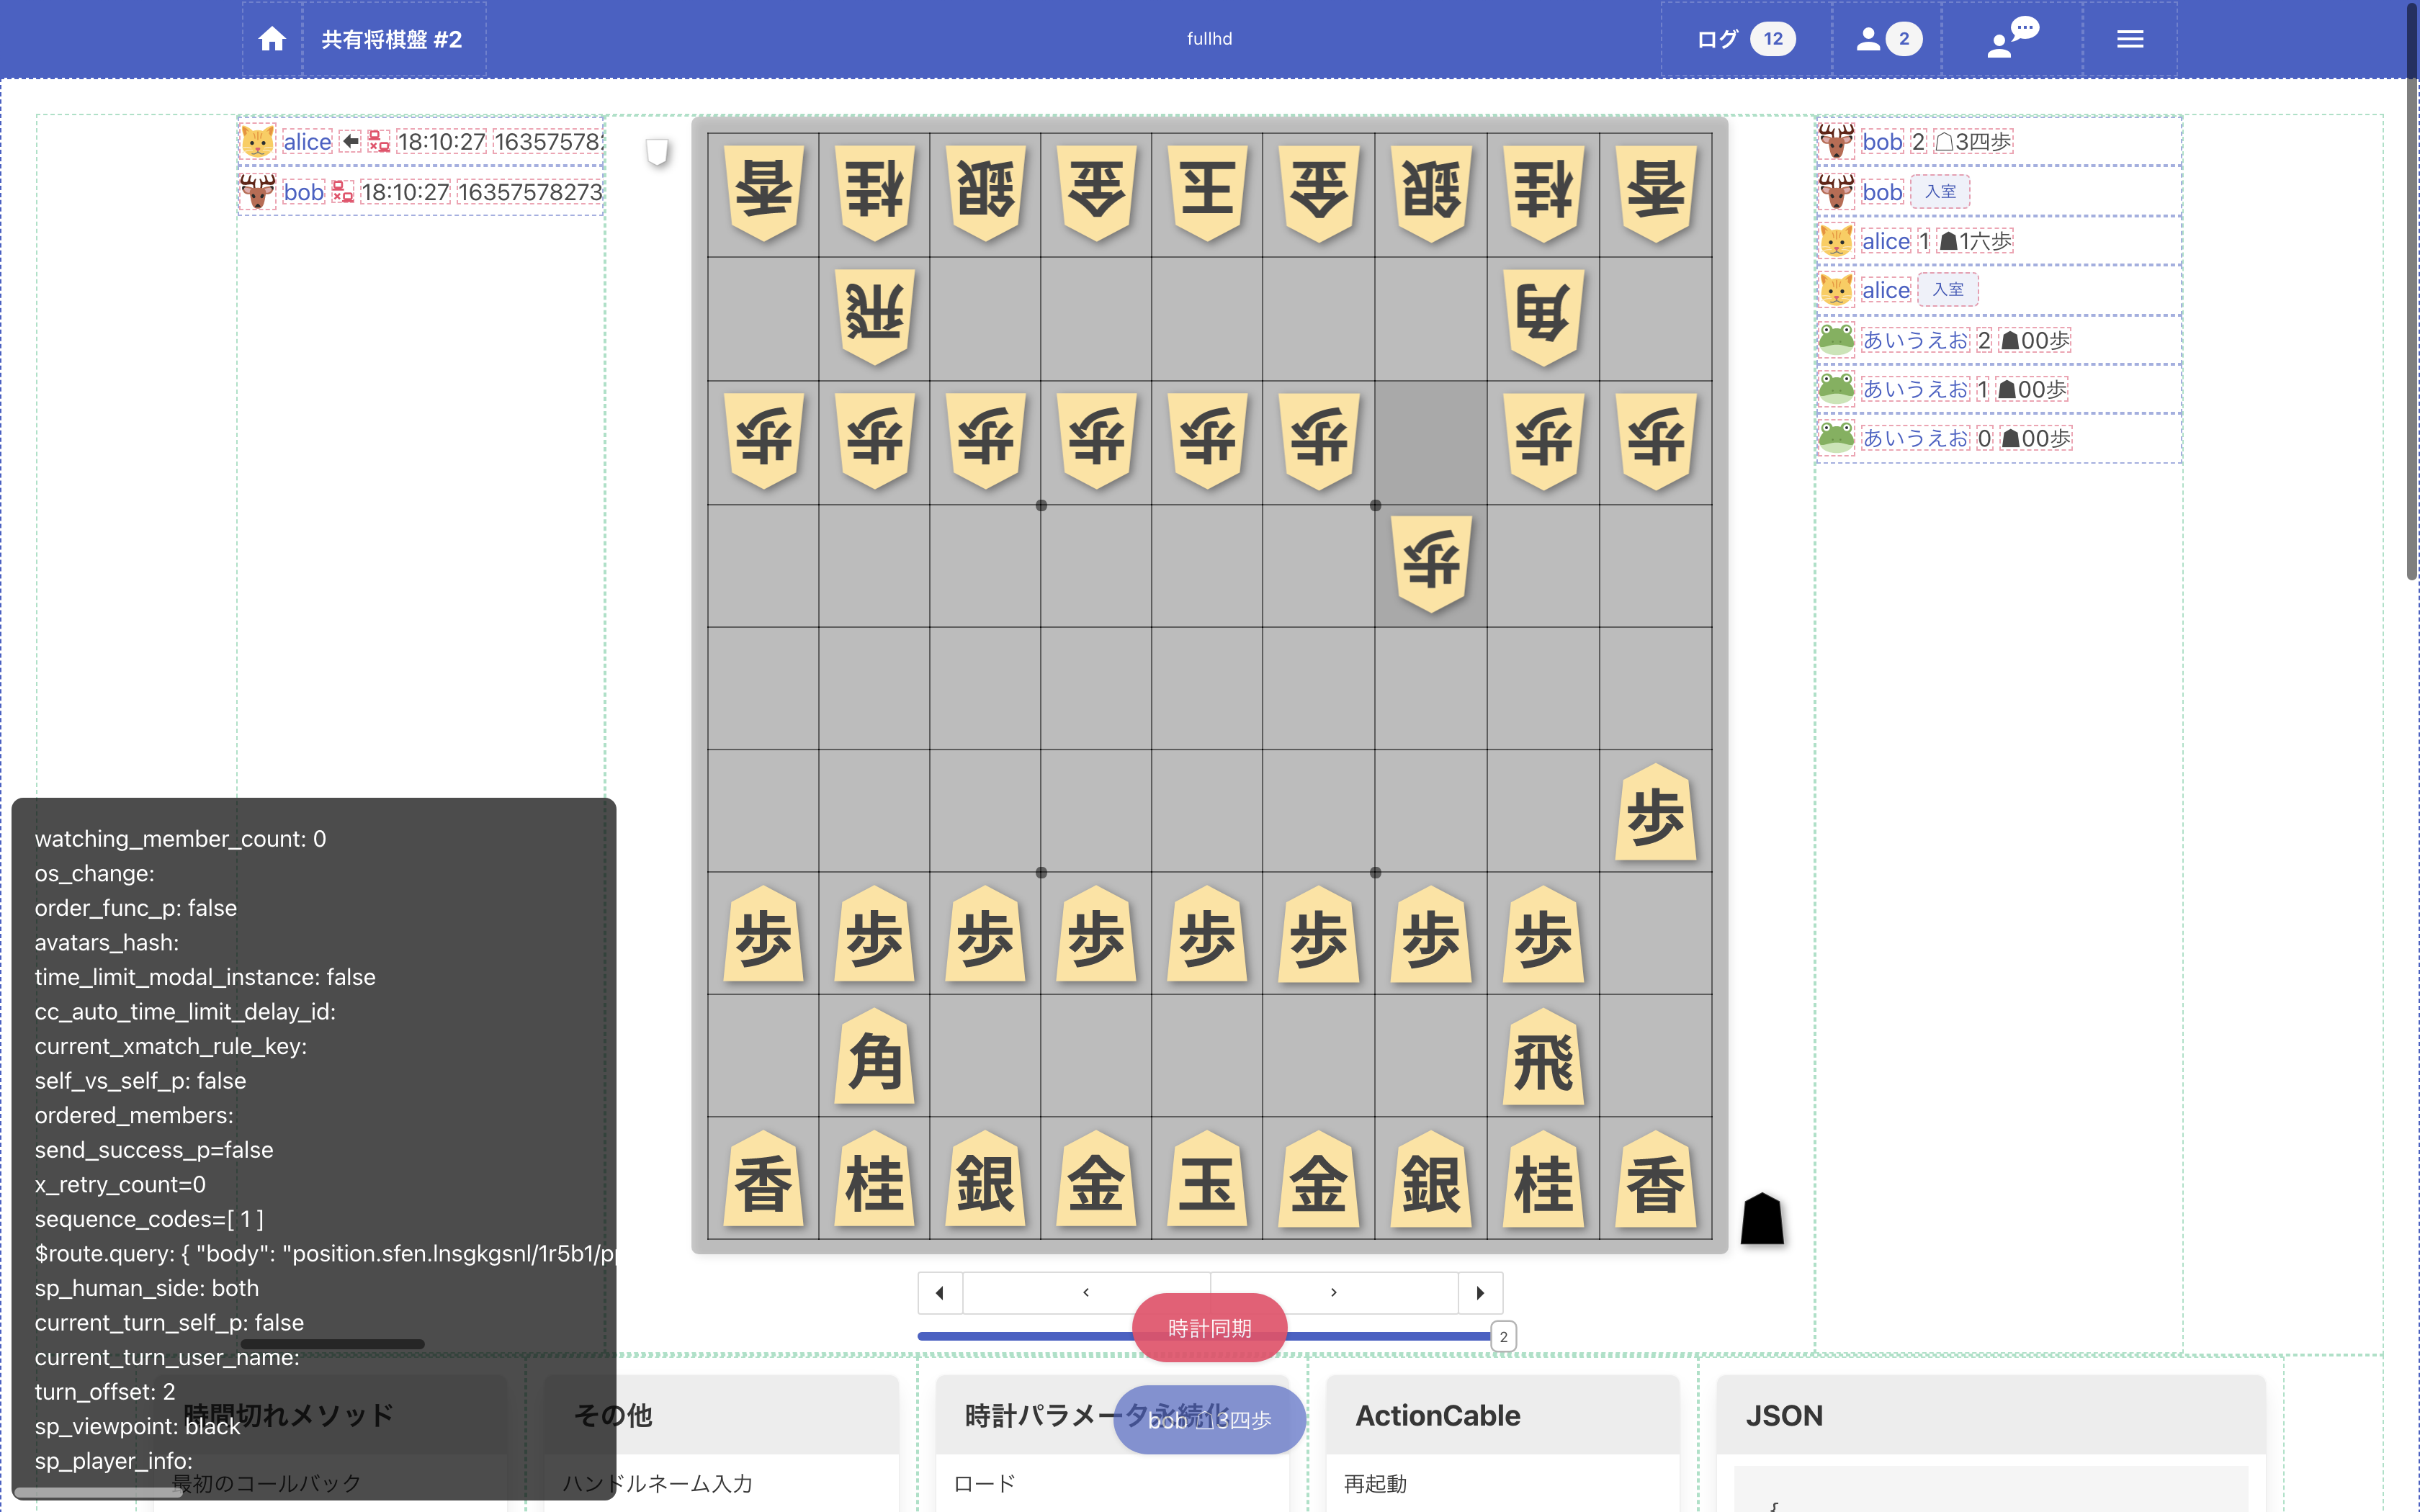 共有将棋盤 #2
fullhd
ログ 12
2
alice 18:10:27 163575782
bob 18:10:27 16357578273
香 桂 銀 金 玉 金 銀 桂 香
飛 角
歩 歩 歩 歩 歩 歩 歩 歩
歩
歩
歩 歩 歩 歩 歩 歩 歩 歩
角 飛
香 桂 銀 金 玉 金 銀 桂 香
bob 2 ☖3四歩
bob 入室
alice 1 ☗1六歩
alice 入室
あいうえお 2 ☗00歩
あいうえお 1 ☗00歩
あいうえお 0 ☗00歩
watching_member_count: 0
os_change:
order_func_p: false
avatars_hash:
time_limit_modal_instance: false
cc_auto_time_limit_delay_id:
current_xmatch_rule_key:
self_vs_self_p: false
ordered_members:
send_success_p=false
x_retry_count=0
sequence_codes=[ 1 ]
$route.query: { "body": "position.sfen.lnsgkgsnl/1r5b1/p
sp_human_side: both
current_turn_self_p: false
current_turn_user_name:
turn_offset: 2
sp_viewpoint: black
sp_player_info:
時計同期
2
bob ☖3四歩
時間切れメソッド
最初のコールバック
その他
ハンドルネーム入力
時計パラメータ永続化
ロード
ActionCable
再起動
JSON
{